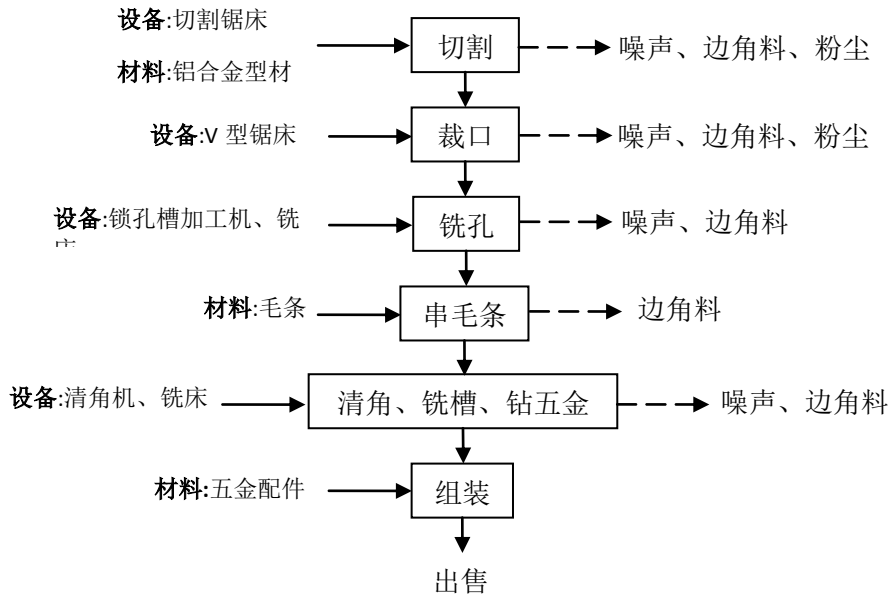 设备:切割锯床
材料:铝合金型材
切割
噪声、边角料、粉尘
设备:V 型锯床
裁口
噪声、边角料、粉尘
设备:锁孔槽加工机、铣
铣孔
噪声、边角料
材料:毛条
串毛条
边角料
设备:清角机、铣床
清角、铣槽、钻五金
噪声、边角料
材料:五金配件
组装
出售